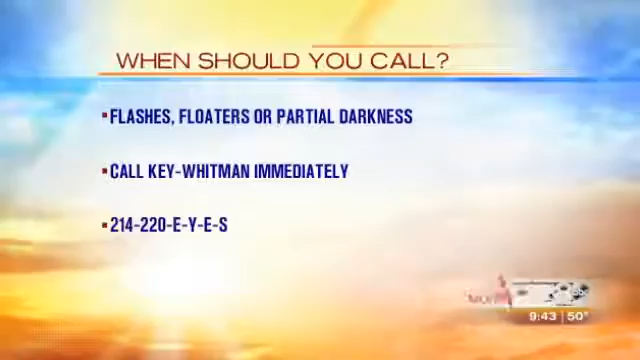 WHEN SHOULD YOU CALL?
▪FLASHES, FLOATERS OR PARTIAL DARKNESS
▪CALL KEY-WHITMAN IMMEDIATELY
▪214-220-E-Y-E-S
9:43 | 50°